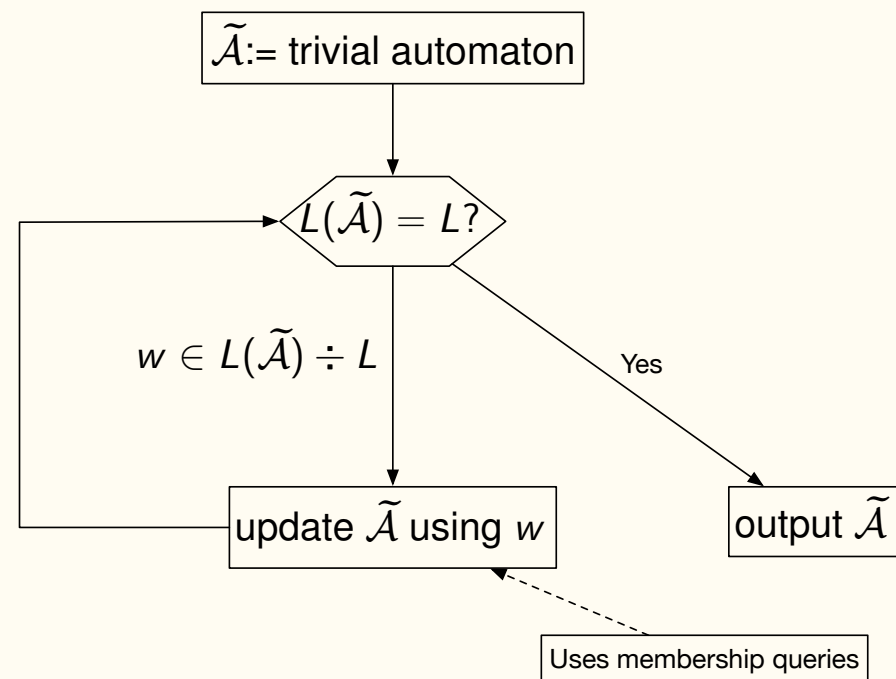 𝒜̃:= trivial automaton
L(𝒜̃) = L?
w ∈ L(𝒜̃) ÷ L
Yes
update 𝒜̃ using w
output 𝒜̃
Uses membership queries